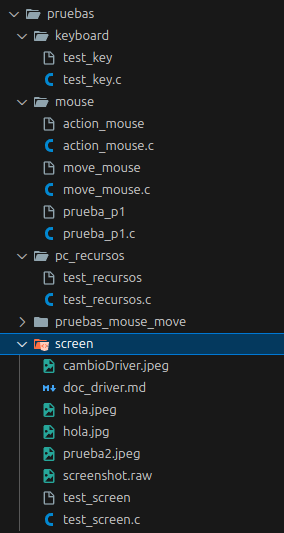 pruebas
keyboard
test_key
test_key.c
mouse
action_mouse
action_mouse.c
move_mouse
move_mouse.c
prueba_p1
prueba_p1.c
pc_recursos
test_recursos
test_recursos.c
pruebas_mouse_move
screen
cambioDriver.jpeg
doc_driver.md
hola.jpeg
hola.jpg
prueba2.jpeg
screenshot.raw
test_screen
test_screen.c